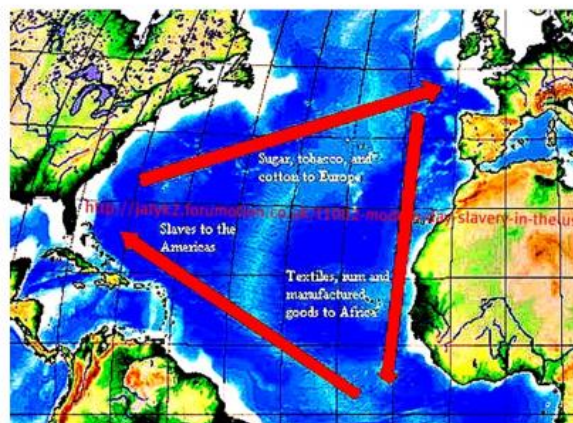 Sugar, tobacco, and
cotton to Europe
Slaves to the
Americas
Textiles, rum and
manufactured
goods to Africa